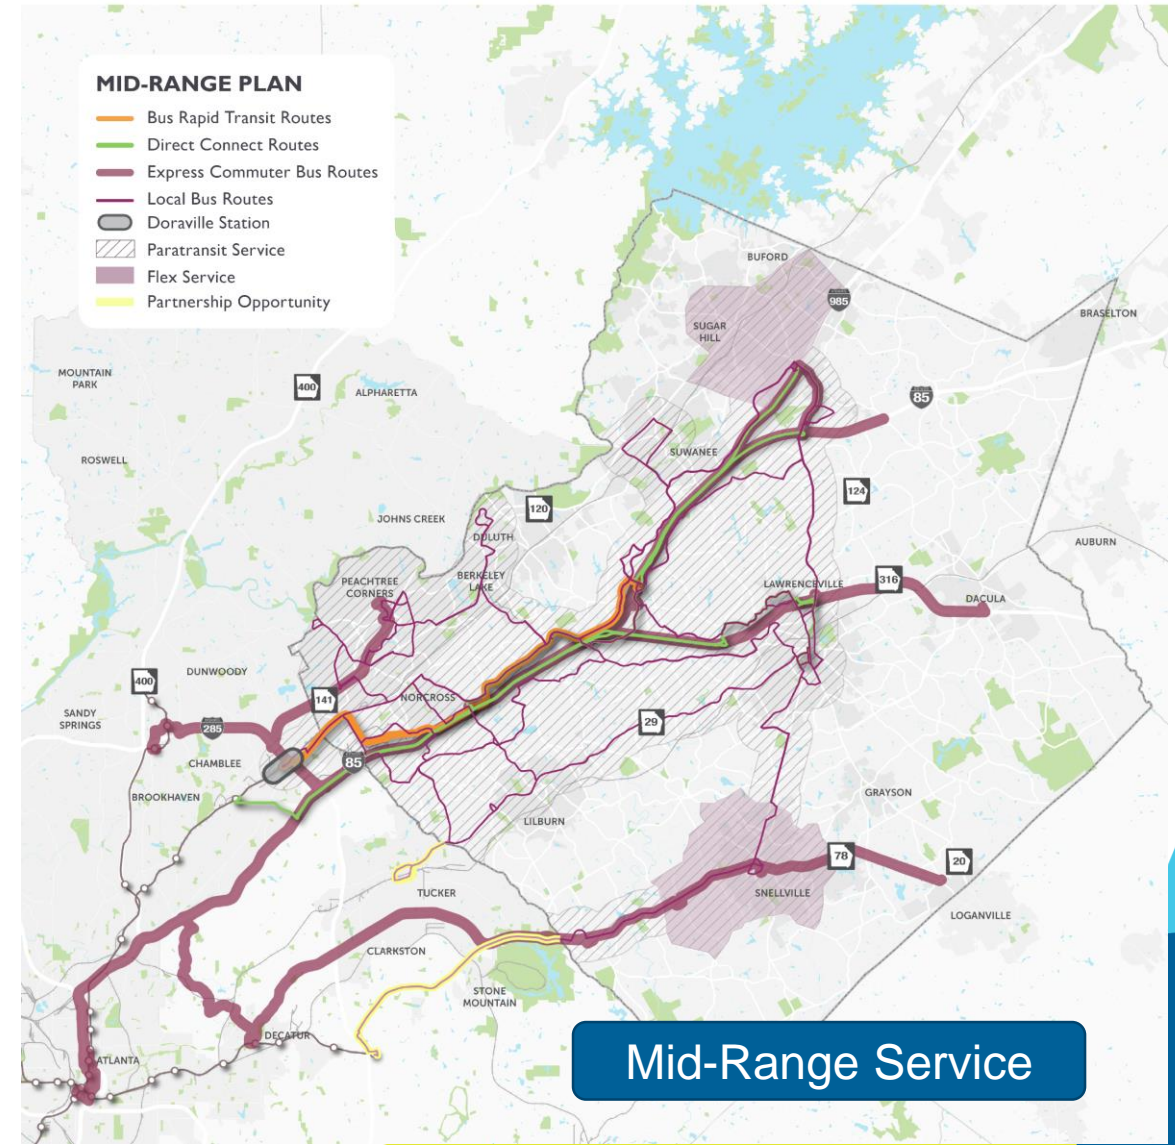 MID-RANGE PLAN
Bus Rapid Transit Routes
Direct Connect Routes
Express Commuter Bus Routes
Local Bus Routes
Doraville Station
Paratransit Service
Flex Service
Partnership Opportunity
BUFORD
985
SUGAR
HILL
BRASELTON
MOUNTAIN
PARK
400
ALPHARETTA
85
ROSWELL
SUWANEE
124
120
JOHNS CREEK
DULUTH
AUBURN
BERKELEY
LAKE
PEACHTREE
CORNERS
LAWRENCEVILLE
316
DACULA
DUNWOODY
400
141
NORCROSS
SANDY
SPRINGS
285
29
CHAMBLEE
85
BROOKHAVEN
GRAYSON
LILBURN
78
20
TUCKER
SNELLVILLE
LOGANVILLE
CLARKSTON
STONE
MOUNTAIN
DECATUR
ATLANTA
Mid-Range Service